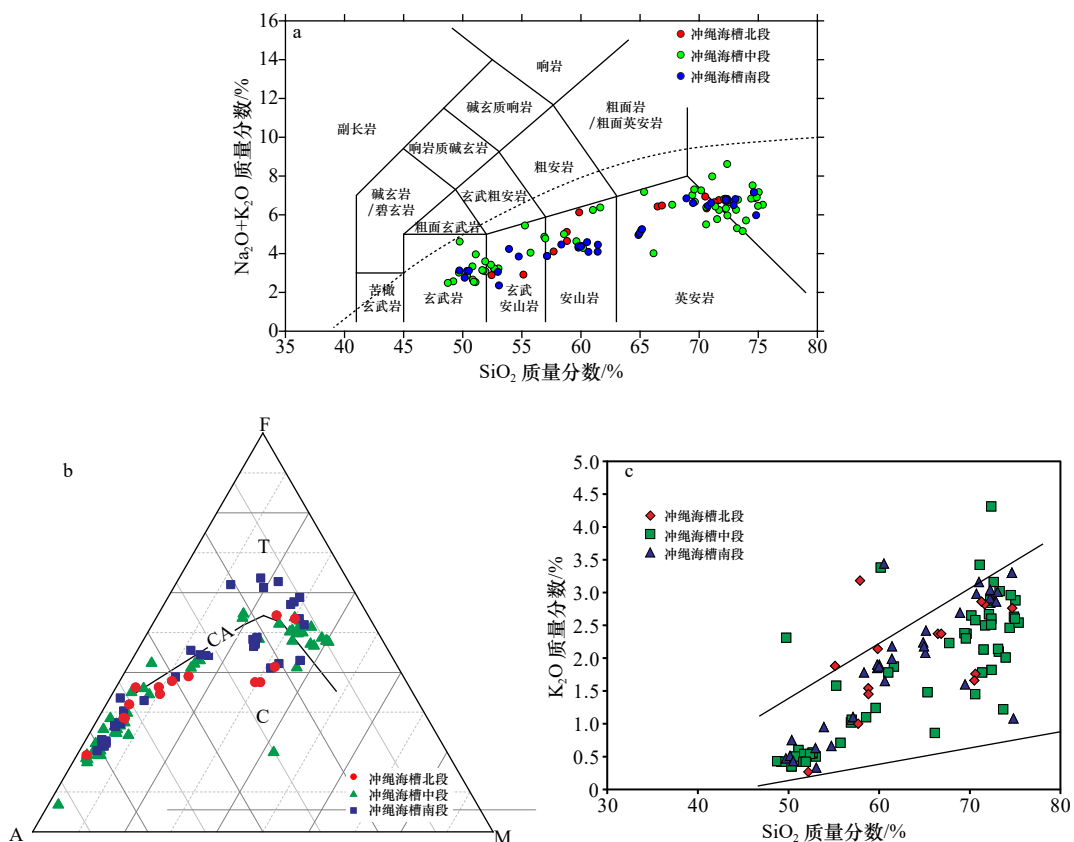 a
Na₂O+K₂O 质量分数/%
16
14
12
10
8
6
4
2
0
35 40 45 50 55 60 65 70 75 80
SiO₂ 质量分数/%
冲绳海槽北段
冲绳海槽中段
冲绳海槽南段
响岩
副长岩
碱玄质响岩
粗面岩
/粗面英安岩
响岩质碱玄岩
粗安岩
碱玄岩
/碧玄岩
玄武粗安岩
粗面玄武岩
苦橄
玄武岩
玄武岩
玄武
安山岩
安山岩
英安岩
b
F
T
CA
C
A
M
冲绳海槽北段
冲绳海槽中段
冲绳海槽南段
c
K₂O 质量分数/%
5.0
4.5
4.0
3.5
3.0
2.5
2.0
1.5
1.0
0.5
0
30 40 50 60 70 80
SiO₂ 质量分数/%
冲绳海槽北段
冲绳海槽中段
冲绳海槽南段